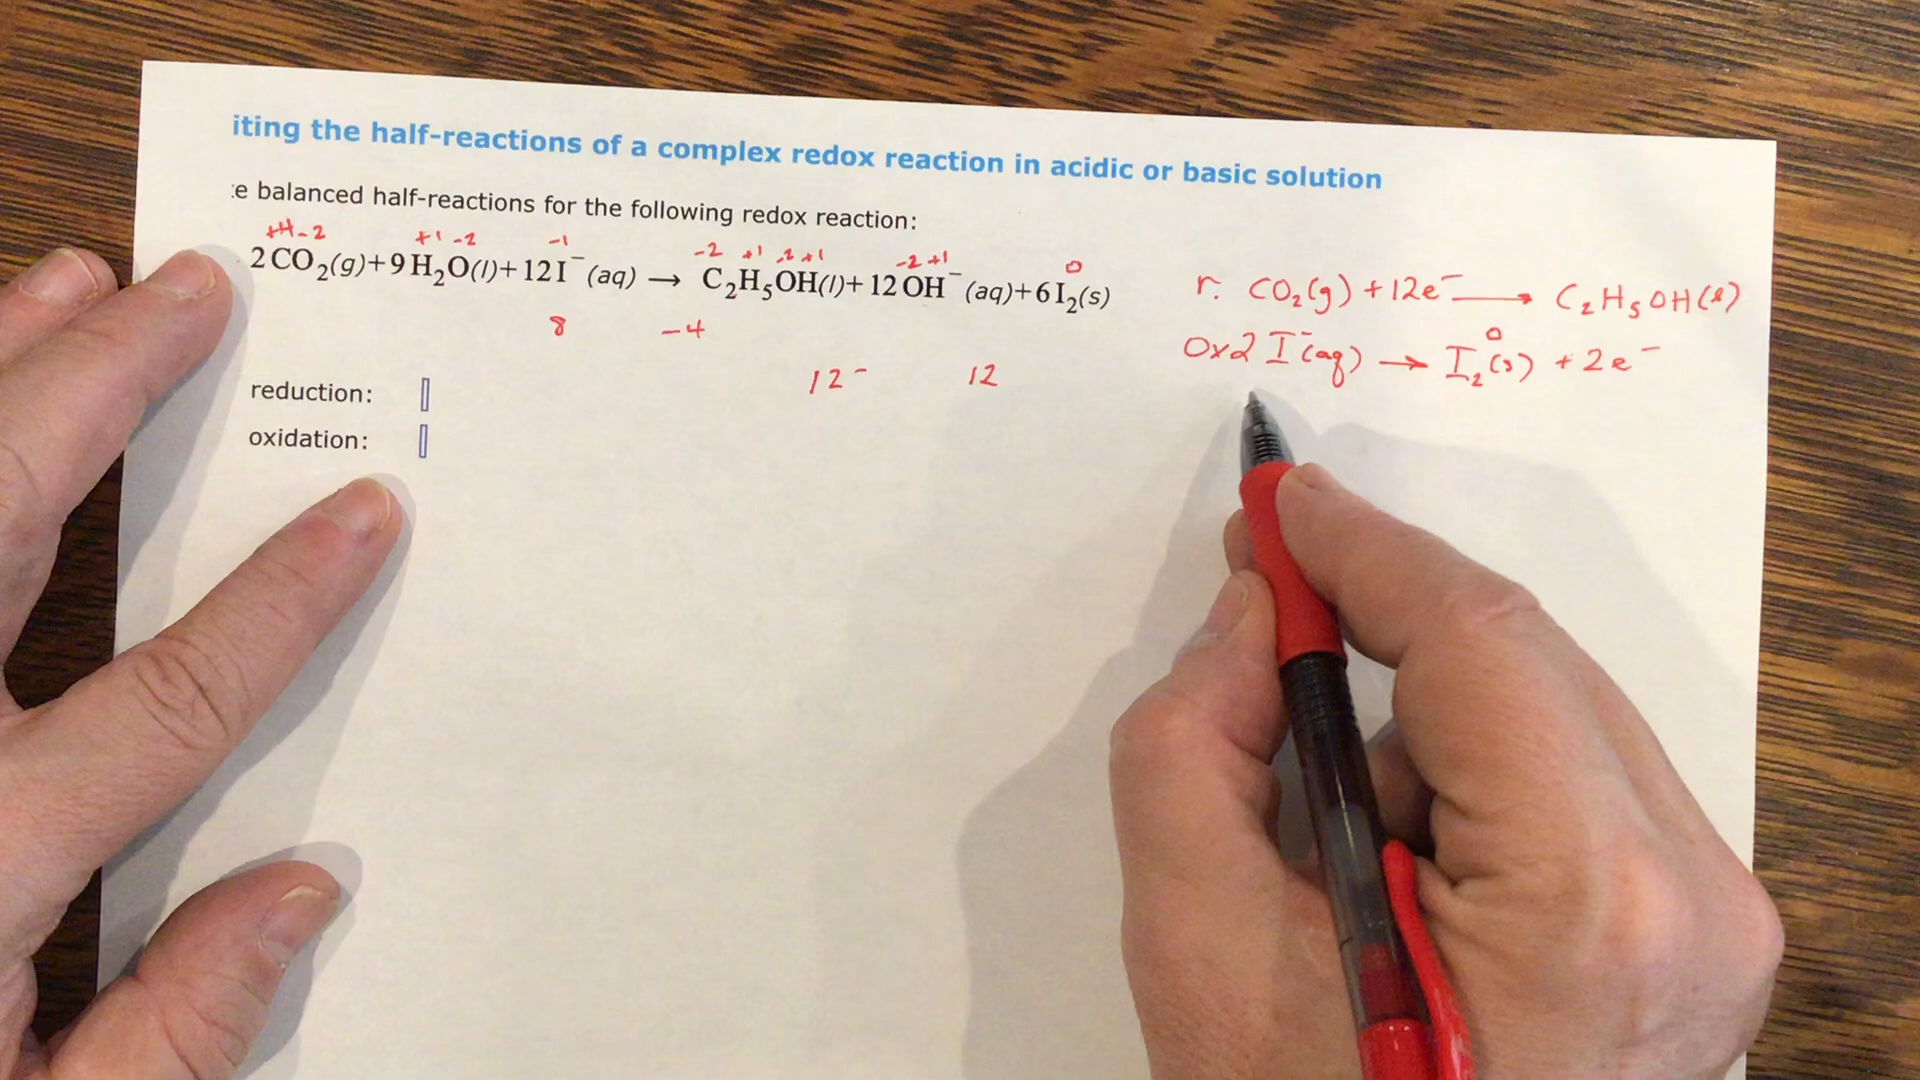 iting the half-reactions of a complex redox reaction in acidic or basic solution
:e balanced half-reactions for the following redox reaction:
+4 -2 +1 -2 -1 -2 +1 -2 +1 -2 +1 0
2CO₂(g)+9H₂O(l)+12I⁻(aq) → C₂H₅OH(l)+12OH⁻(aq)+6I₂(s)
r: CO₂(g) + 12e⁻ → C₂H₅OH(l)
8 -4
0
ox 2I⁻(aq) → I₂(s) + 2e⁻
12⁻ 12
reduction:
oxidation: